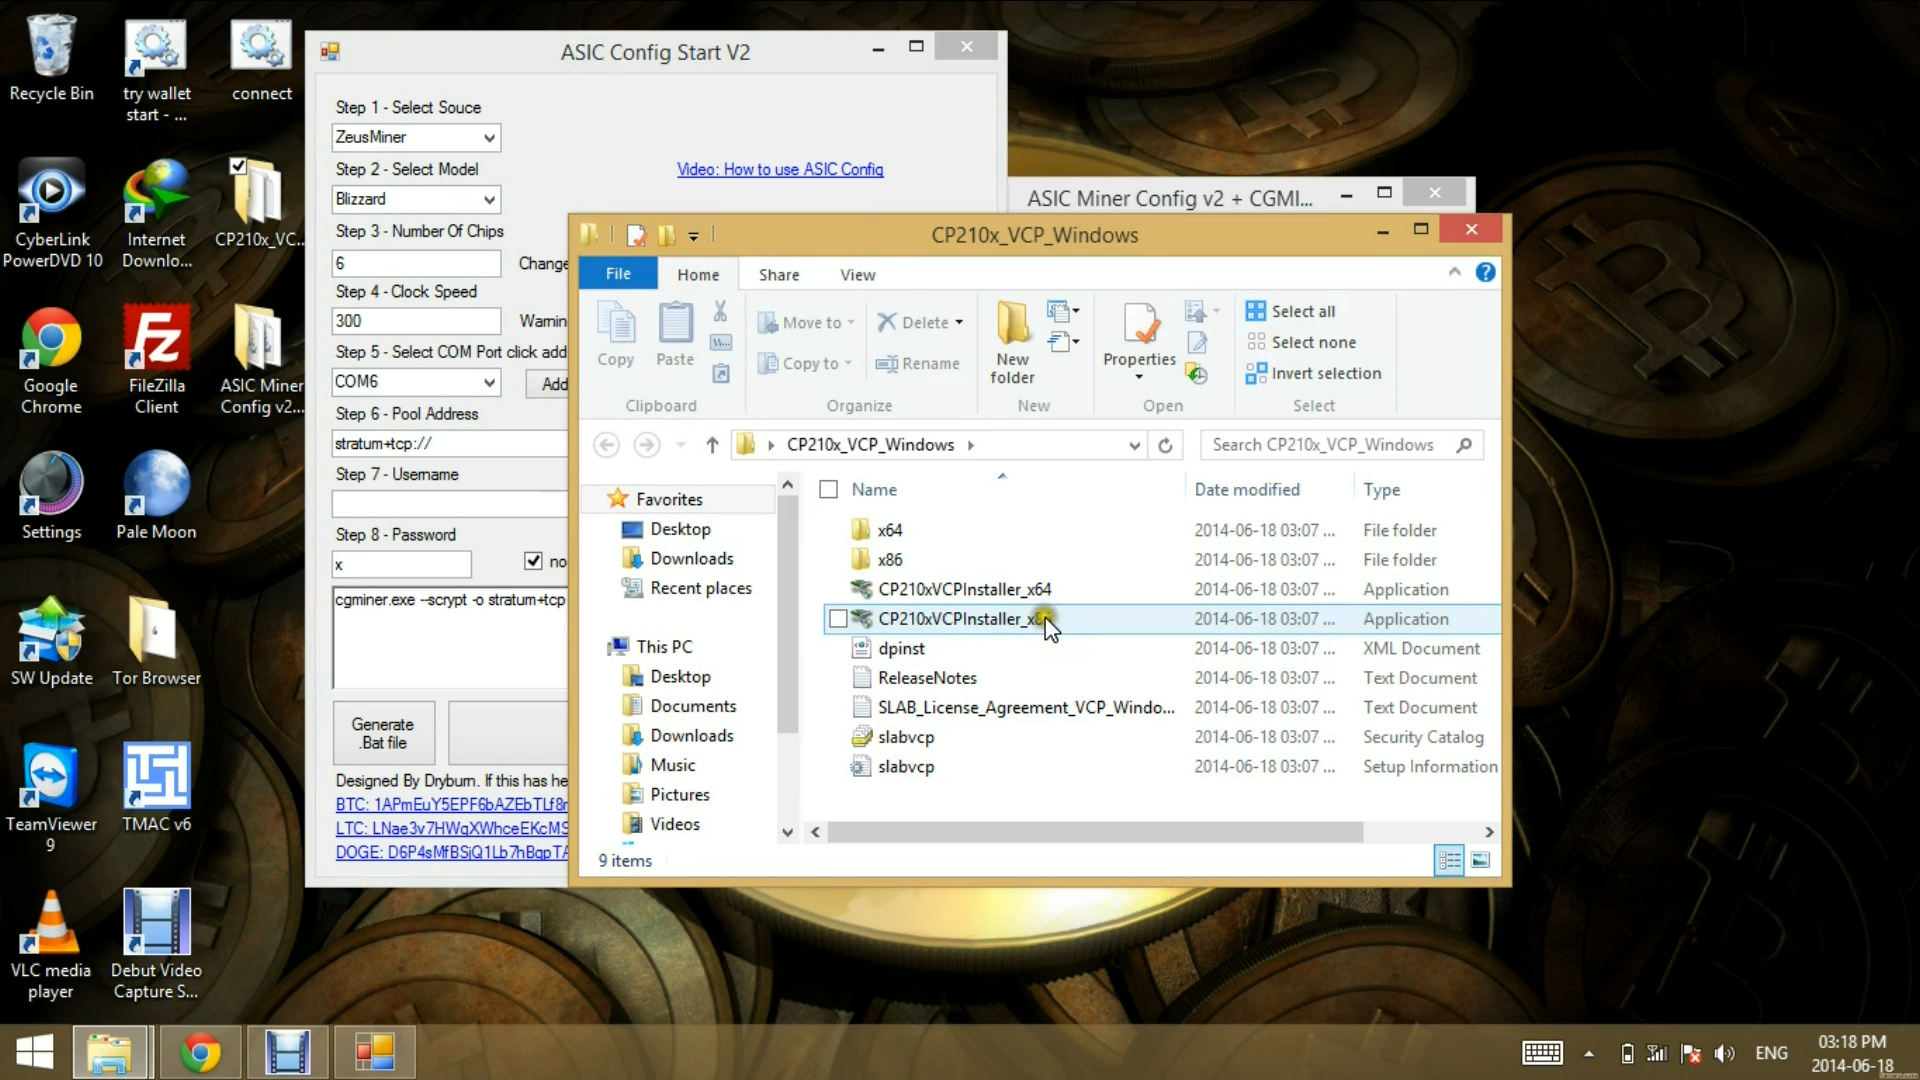 Recycle Bin
try wallet
start - ...
connect
CyberLink
PowerDVD 10
Internet
Downlo...
CP210x_VC...
Google
Chrome
FileZilla
Client
ASIC Miner
Config v2...
Settings
Pale Moon
SW Update
Tor Browser
TeamViewer
9
TMAC v6
VLC media
player
Debut Video
Capture S...
ASIC Config Start V2
Step 1 - Select Souce
ZeusMiner
Step 2 - Select Model
Video: How to use ASIC Config
Blizzard
Step 3 - Number Of Chips
6
Change
Step 4 - Clock Speed
300
Warnin
Step 5 - Select COM Port click add
COM6
Add
Step 6 - Pool Address
stratum+tcp://
Step 7 - Username
Step 8 - Password
x
no
cgminer.exe --scrypt -o stratum+tcp
Generate
.Bat file
Designed By Dryburn. If this has he
BTC: 1APmEuY5EPF6bAZEbTLf8r
LTC: LNae3v7HWqXWhceEKcMS
DOGE: D6P4sMfBSjQ1Lb7hBqpTA
ASIC Miner Config v2 + CGMI...
CP210x_VCP_Windows
File
Home
Share
View
Copy
Paste
Move to
Copy to
Delete
Rename
New
folder
Properties
Select all
Select none
Invert selection
Clipboard
Organize
New
Open
Select
CP210x_VCP_Windows
Search CP210x_VCP_Windows
Favorites
Desktop
Downloads
Recent places
This PC
Desktop
Documents
Downloads
Music
Pictures
Videos
Name Date modified Type
x64 2014-06-18 03:07 ... File folder
x86 2014-06-18 03:07 ... File folder
CP210xVCPInstaller_x64 2014-06-18 03:07 ... Application
CP210xVCPInstaller_x86 2014-06-18 03:07 ... Application
dpinst 2014-06-18 03:07 ... XML Document
ReleaseNotes 2014-06-18 03:07 ... Text Document
SLAB_License_Agreement_VCP_Windo... 2014-06-18 03:07 ... Text Document
slabvcp 2014-06-18 03:07 ... Security Catalog
slabvcp 2014-06-18 03:07 ... Setup Information
9 items
ENG
03:18 PM
2014-06-18